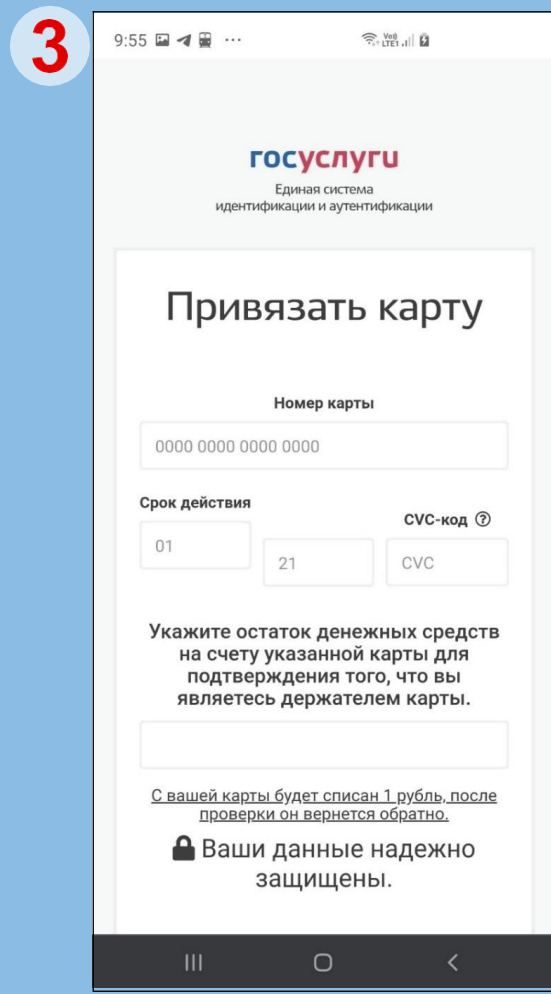 3
9:55
Vo)) LTE1
госуслуги
Единая система
идентификации и аутентификации
Привязать карту
Номер карты
0000 0000 0000 0000
Срок действия
CVC-код
01
21
CVC
Укажите остаток денежных средств
на счету указанной карты для
подтверждения того, что вы
являетесь держателем карты.
С вашей карты будет списан 1 рубль, после
проверки он вернется обратно.
Ваши данные надежно
защищены.